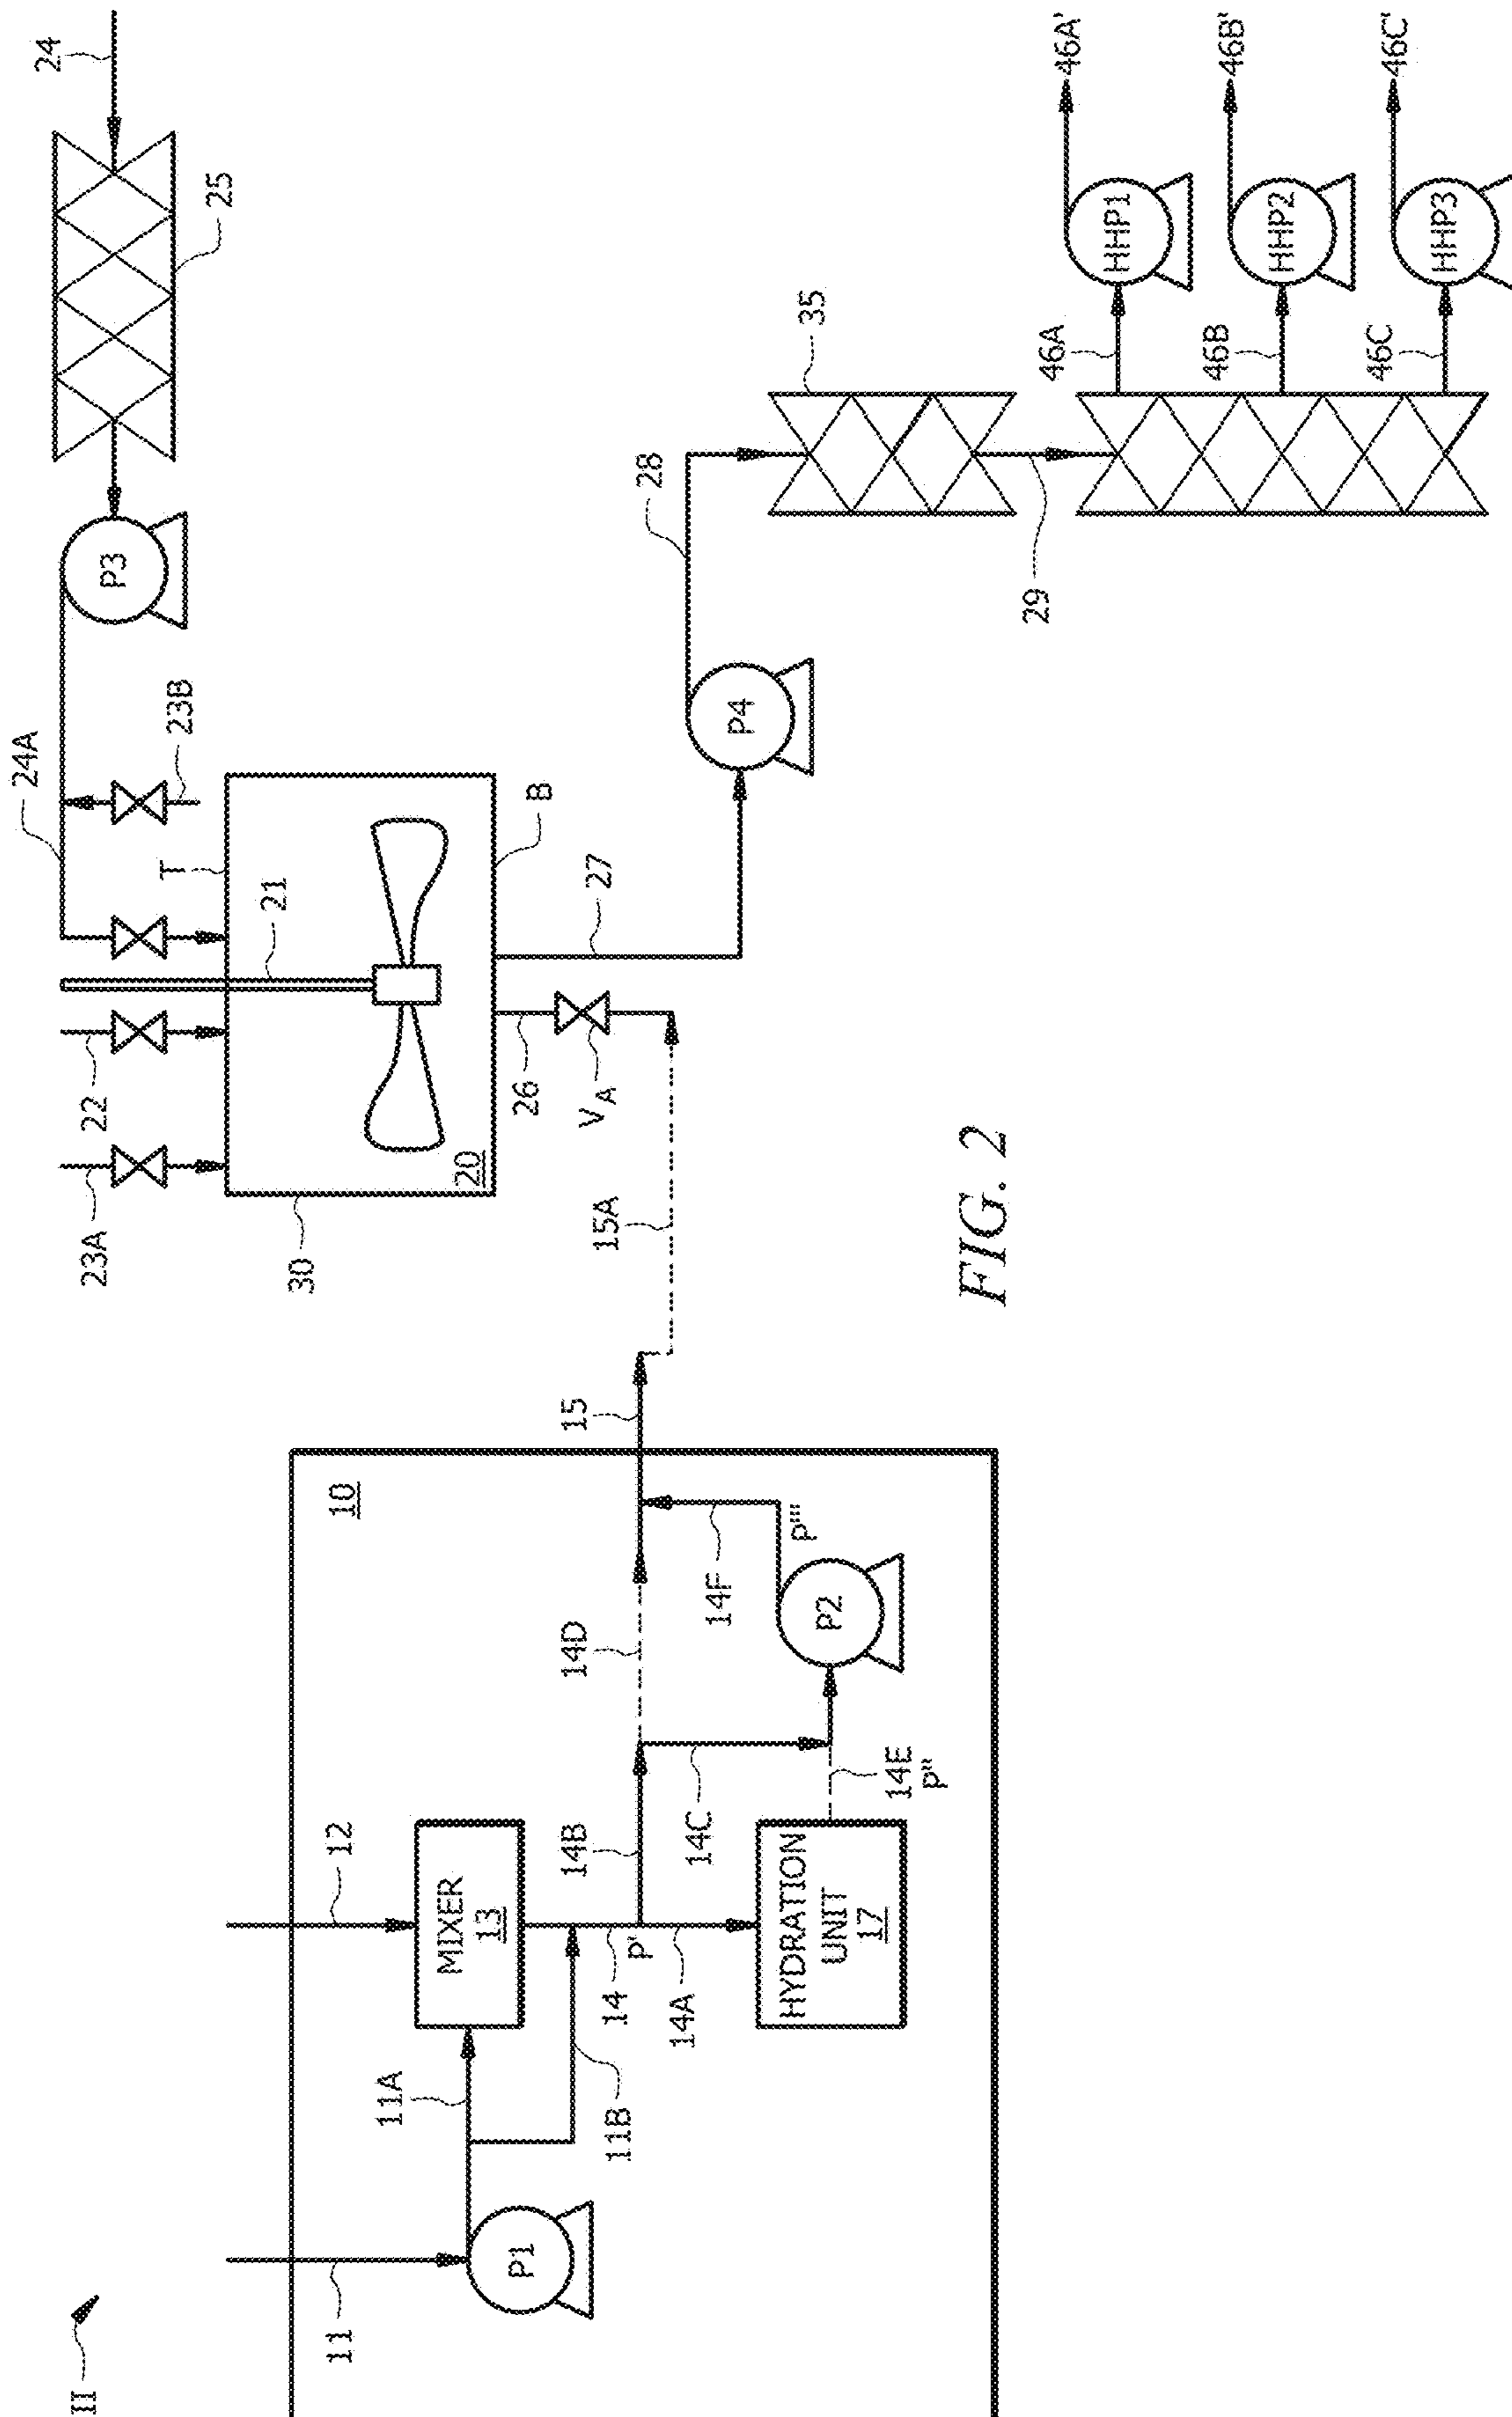 II
11
P1
11A
11B
12
MIXER
13
14
P'
14A
HYDRATION
UNIT
17
14B
14C
14D
14E
P"
P2
P'''
14F
10
15
15A
23A
22
30
20
21
T
24A
23B
26
VA
27
B
P3
25
24
P4
28
35
29
46A
46B
46C
HHP1
HHP2
HHP3
46A'
46B'
46C'
FIG. 2